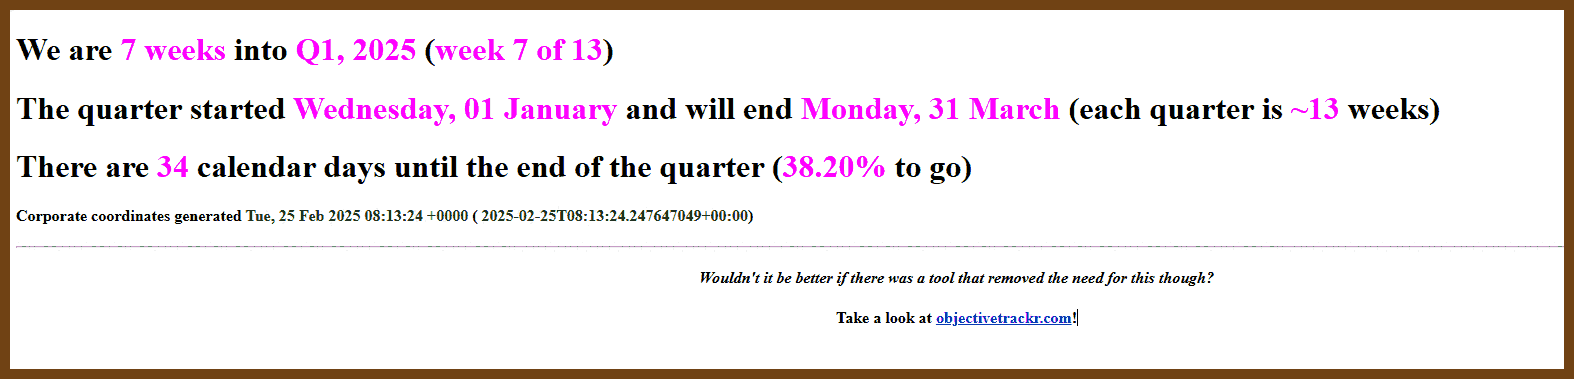 We are 7 weeks into Q1, 2025 (week 7 of 13)
The quarter started Wednesday, 01 January and will end Monday, 31 March (each quarter is ~13 weeks)
There are 34 calendar days until the end of the quarter (38.20% to go)
Corporate coordinates generated Tue, 25 Feb 2025 08:13:24 +0000 ( 2025-02-25T08:13:24.247647049+00:00)
Wouldn't it be better if there was a tool that removed the need for this though?
Take a look at objectivetrackr.com!